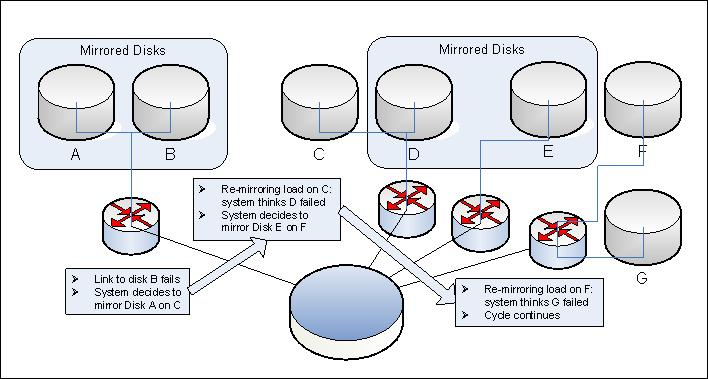 Mirrored Disks
Mirrored Disks
A
B
C
D
E
F
G
➤ Re-mirroring load on C:
system thinks D failed
➤ System decides to
mirror Disk E on F
➤ Link to disk B fails
➤ System decides to
mirror Disk A on C
➤ Re-mirroring load on F:
system thinks G failed
➤ Cycle continues